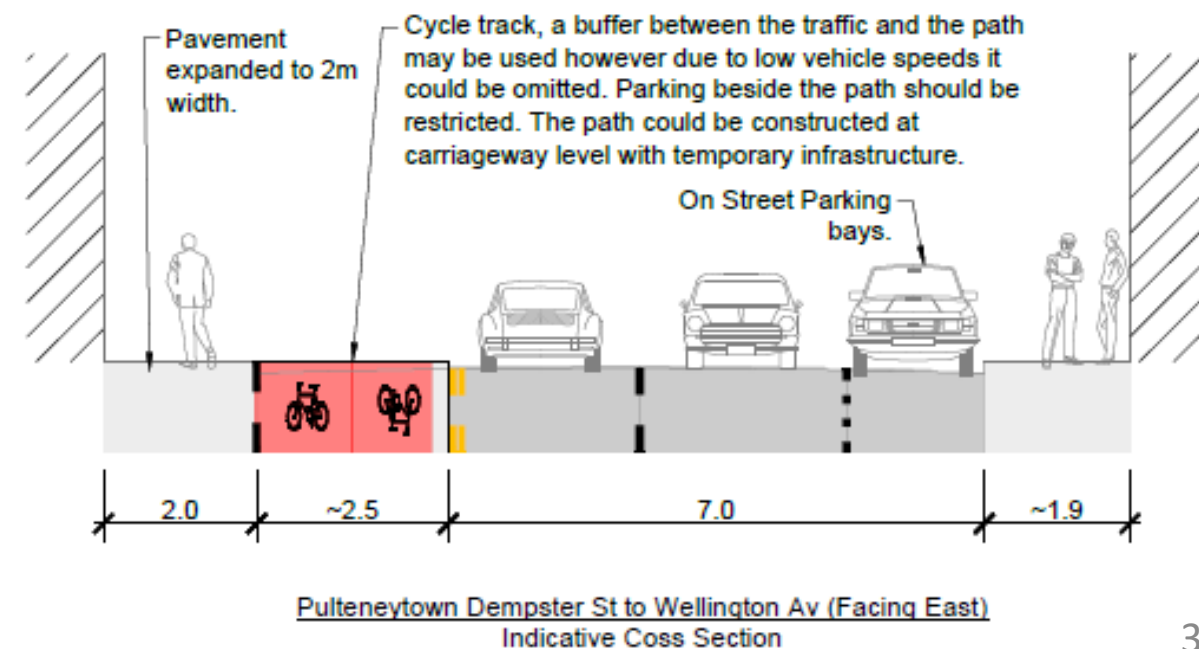 Pavement
expanded to 2m
width.
Cycle track, a buffer between the traffic and the path
may be used however due to low vehicle speeds it
could be omitted. Parking beside the path should be
restricted. The path could be constructed at
carriageway level with temporary infrastructure.
On Street Parking
bays.
2.0
~2.5
7.0
~1.9
Pulteneytown Dempster St to Wellington Av (Facing East)
Indicative Coss Section
3